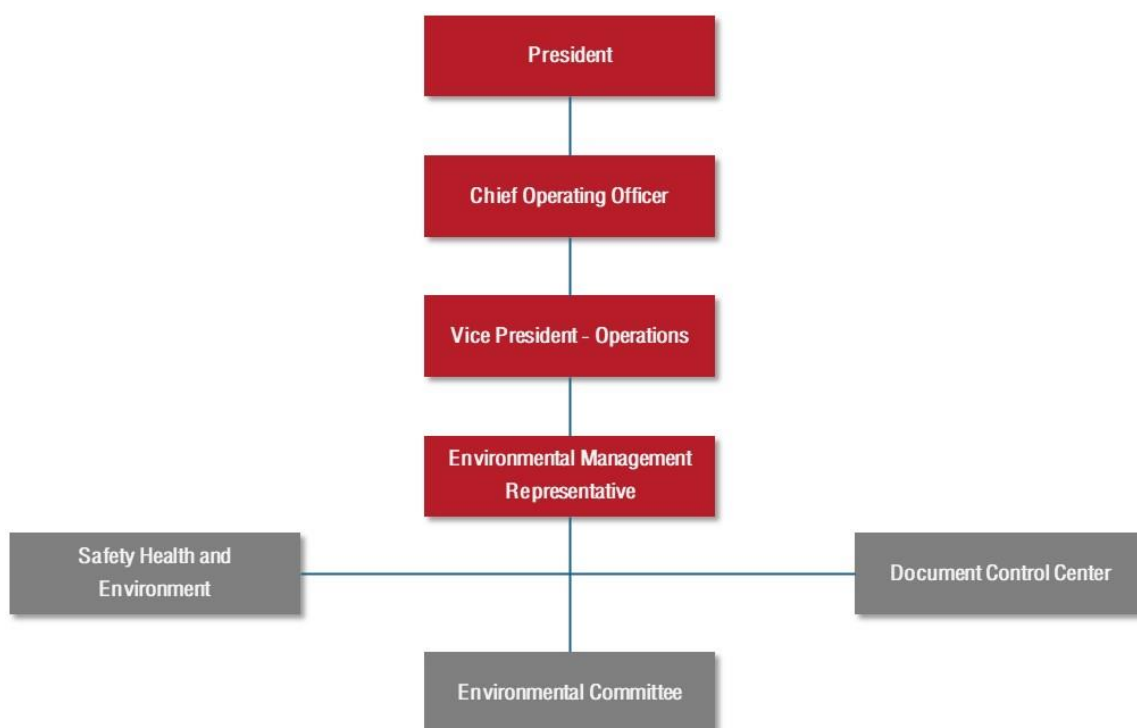 President
Chief Operating Officer
Vice President - Operations
Environmental Management
Representative
Safety Health and
Environment
Document Control Center
Environmental Committee